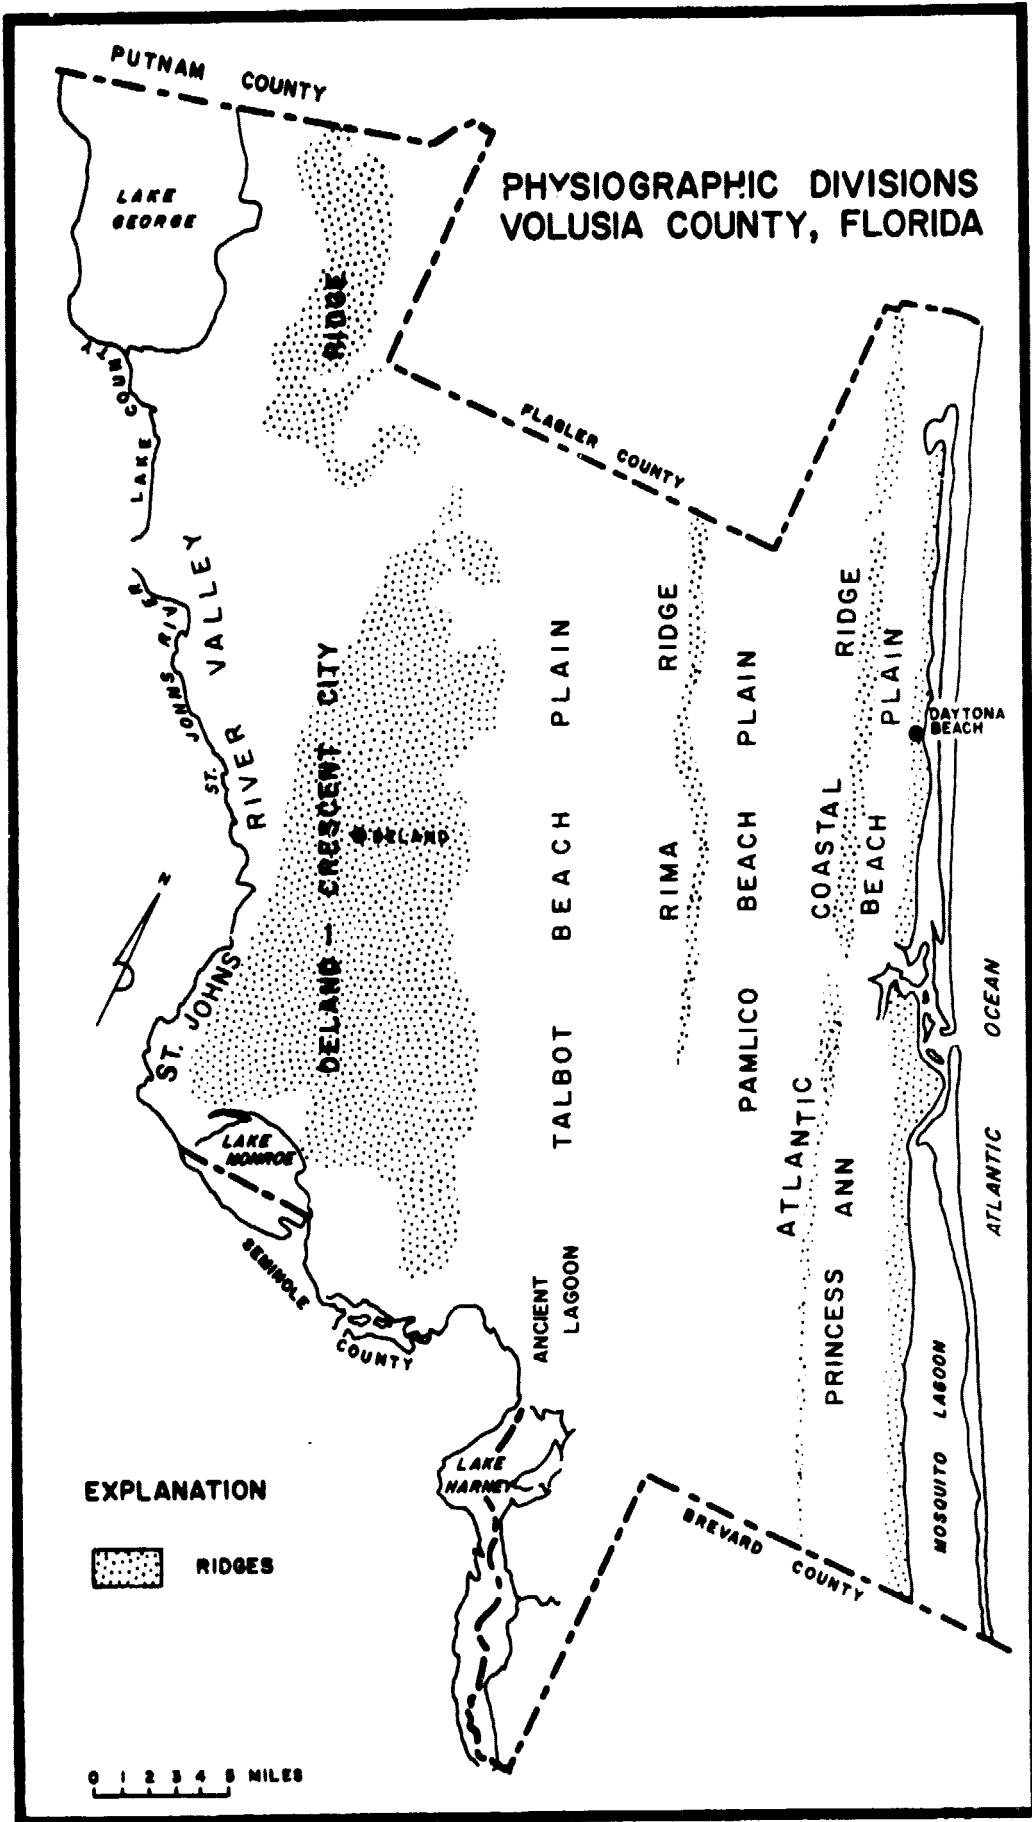 PUTNAM COUNTY
PHYSIOGRAPHIC DIVISIONS
VOLUSIA COUNTY, FLORIDA
LAKE
GEORGE
LAKE COUNTY
FLAGLER COUNTY
ST. JOHNS RIVER
ST. JOHNS RIVER VALLEY
DELAND - CRESCENT CITY RIDGE
DELAND
TALBOT BEACH PLAIN
RIMA RIDGE
PAMLICO BEACH PLAIN
ATLANTIC COASTAL RIDGE
PRINCESS ANN BEACH PLAIN
DAYTONA
BEACH
N
ATLANTIC OCEAN
LAKE
MONROE
SEMINOLE COUNTY
ANCIENT
LAGOON
LAKE
HARNEY
MOSQUITO LAGOON
BREVARD COUNTY
EXPLANATION
RIDGES
0 1 2 3 4 5 MILES